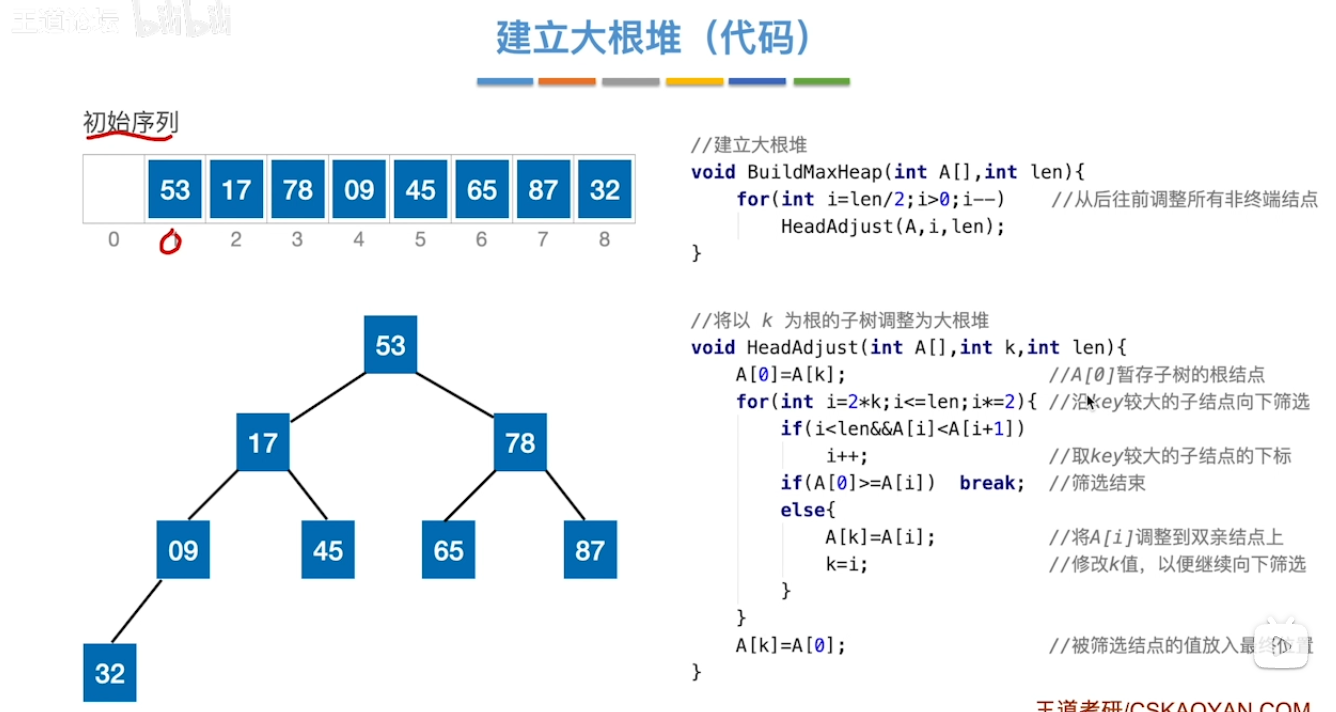 王道论坛 bilibili
建立大根堆（代码）
初始序列
53 17 78 09 45 65 87 32
0 2 3 4 5 6 7 8
53
17 78
09 45 65 87
32
//建立大根堆
void BuildMaxHeap(int A[],int len){
for(int i=len/2;i>0;i--) //从后往前调整所有非终端结点
HeadAdjust(A,i,len);
}
//将以 k 为根的子树调整为大根堆
void HeadAdjust(int A[],int k,int len){
A[0]=A[k]; //A[0]暂存子树的根结点
for(int i=2*k;i<=len;i*=2){ //沿key较大的子结点向下筛选
if(i<len&&A[i]<A[i+1])
i++; //取key较大的子结点的下标
if(A[0]>=A[i]) break; //筛选结束
else{
A[k]=A[i]; //将A[i]调整到双亲结点上
k=i; //修改k值，以便继续向下筛选
}
}
A[k]=A[0]; //被筛选结点的值放入最终位置
}
王道考研/CSKAOYAN.COM